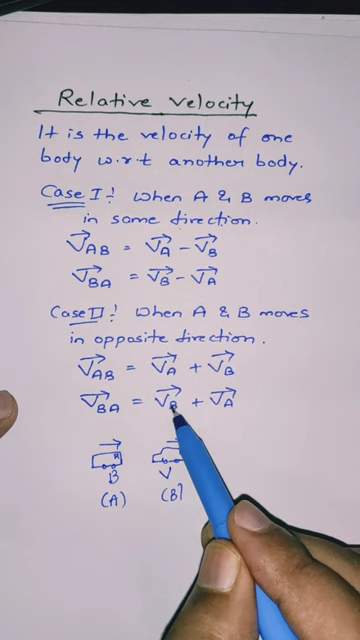 Relative Velocity
It is the velocity of one
body w.r.t another body.
Case I: When A & B moves
in same direction.
V⃗AB = V⃗A - V⃗B
V⃗BA = V⃗B - V⃗A
Case II: When A & B moves
in opposite direction.
V⃗AB = V⃗A + V⃗B
V⃗BA = V⃗B + V⃗A
B V
(A) (B)